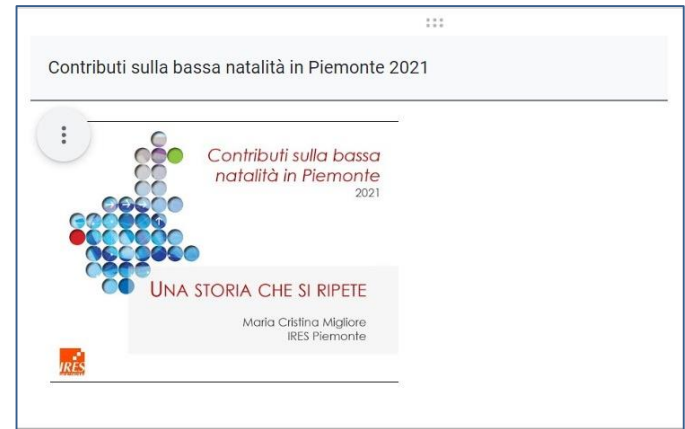 Contributi sulla bassa natalità in Piemonte 2021
Contributi sulla bassa
natalità in Piemonte
2021
UNA STORIA CHE SI RIPETE
Maria Cristina Migliore
IRES Piemonte
IRES